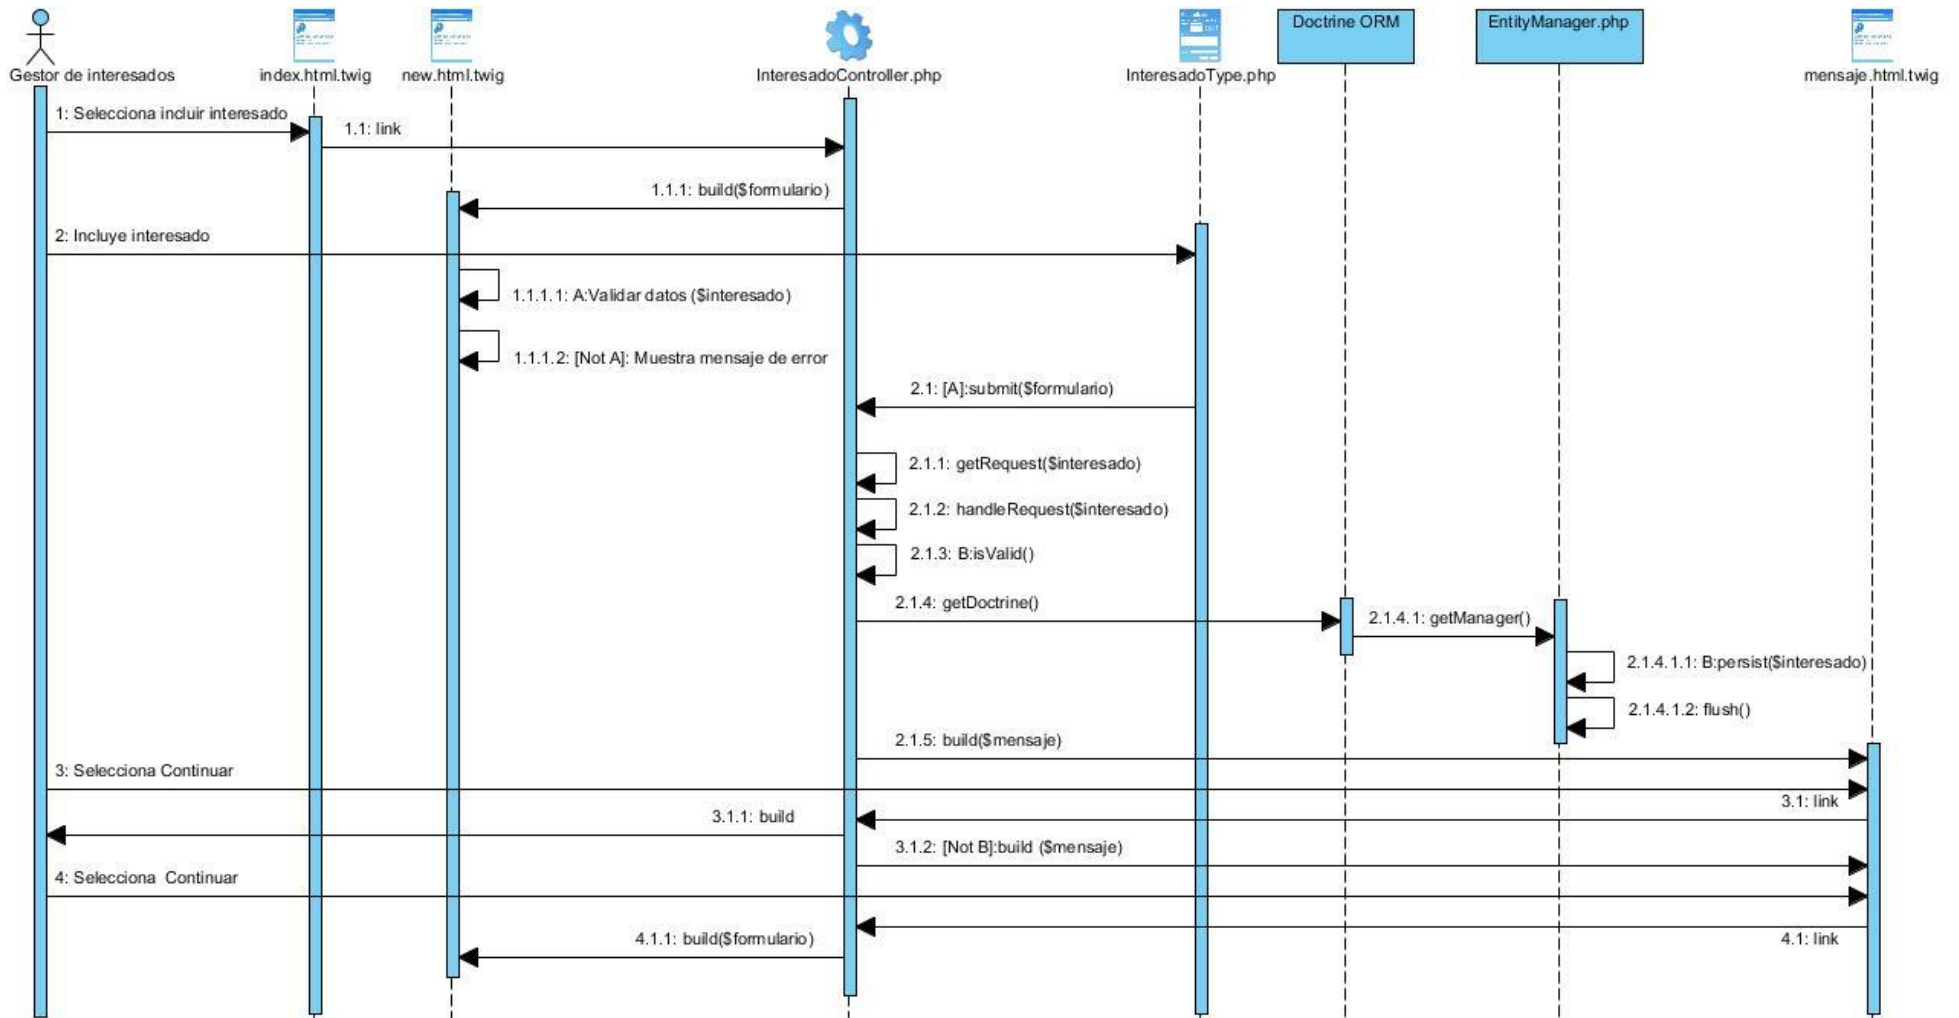 Gestor de interesados
index.html.twig
new.html.twig
InteresadoController.php
InteresadoType.php
Doctrine ORM
EntityManager.php
mensaje.html.twig
1: Selecciona incluir interesado
1.1: link
1.1.1: build($formulario)
2: Incluye interesado
1.1.1.1: A:Validar datos ($interesado)
1.1.1.2: [Not A]: Muestra mensaje de error
2.1: [A]:submit($formulario)
2.1.1: getRequest($interesado)
2.1.2: handleRequest($interesado)
2.1.3: B:isValid()
2.1.4: getDoctrine()
2.1.4.1: getManager()
2.1.4.1.1: B:persist($interesado)
2.1.4.1.2: flush()
2.1.5: build($mensaje)
3: Selecciona Continuar
3.1: link
3.1.1: build
3.1.2: [Not B]:build ($mensaje)
4: Selecciona Continuar
4.1: link
4.1.1: build($formulario)